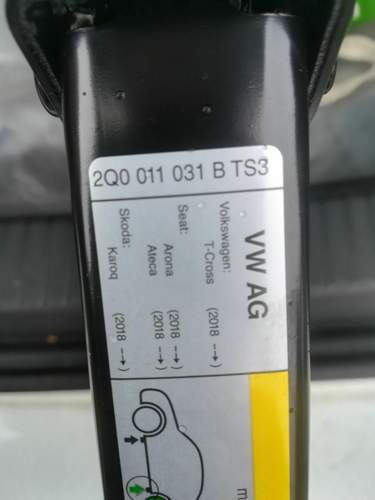 2Q0 011 031 B TS3
VW AG
Volkswagen:
T-Cross (2018 --→)
Seat:
Arona (2018 --→)
Ateca (2018 --→)
Skoda:
Karoq (2018 --→)
m